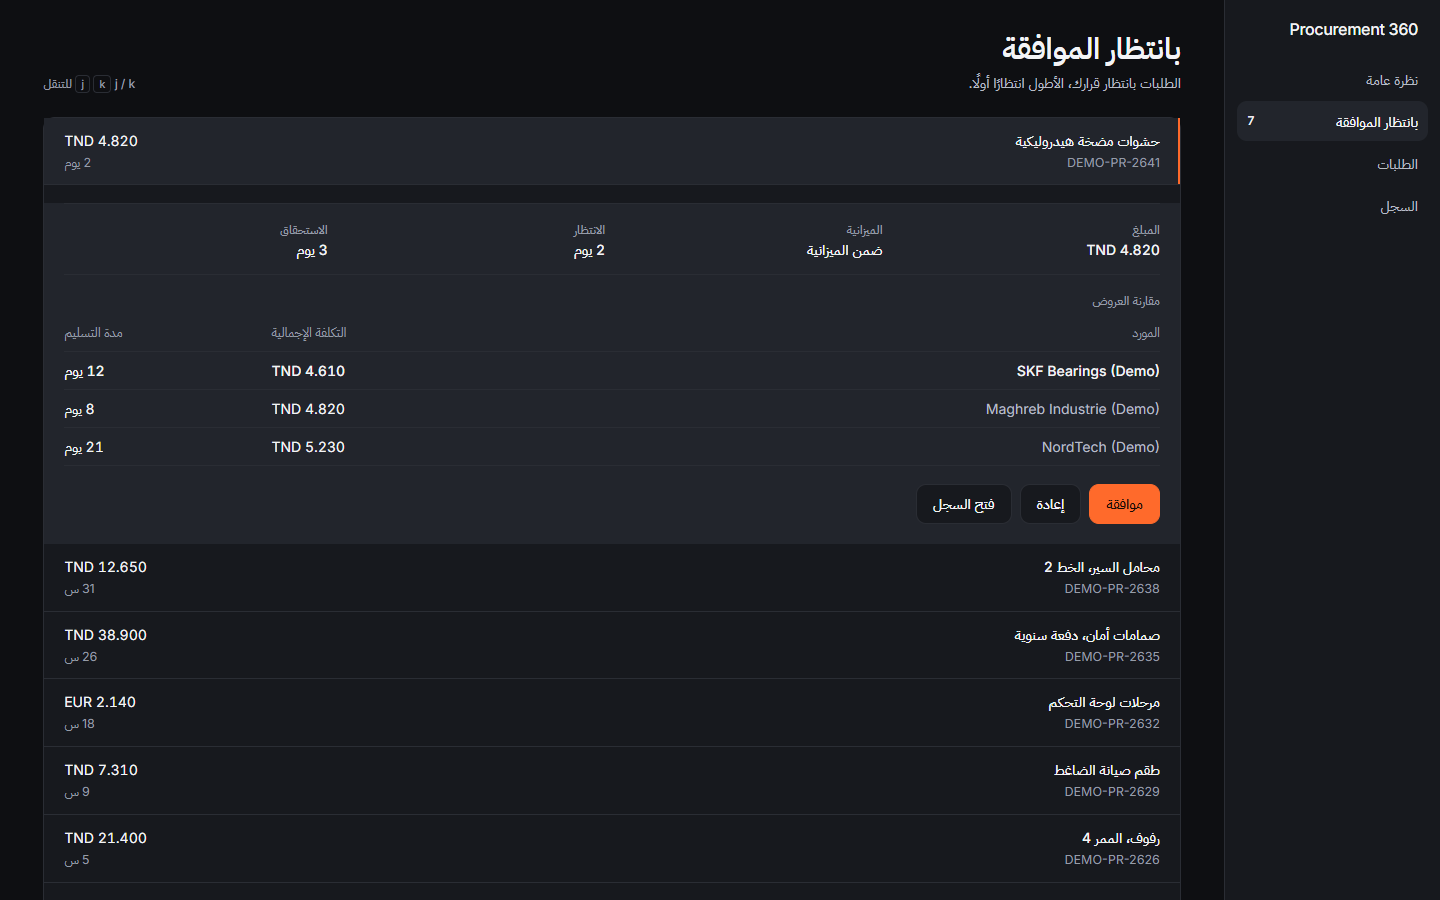 Procurement 360
نظرة عامة
بانتظار الموافقة 7
الطلبات
السجل
بانتظار الموافقة
الطلبات بانتظار قرارك، الأطول انتظارًا أولًا.
j / k k j للتنقل
حشوات مضخة هيدروليكية
DEMO-PR-2641
TND 4.820
2 يوم
المبلغ
TND 4.820
الميزانية
ضمن الميزانية
الانتظار
2 يوم
الاستحقاق
3 يوم
مقارنة العروض
المورد التكلفة الإجمالية مدة التسليم
SKF Bearings (Demo) TND 4.610 12 يوم
Maghreb Industrie (Demo) TND 4.820 8 يوم
NordTech (Demo) TND 5.230 21 يوم
موافقة إعادة فتح السجل
محامل السير، الخط 2
DEMO-PR-2638
TND 12.650
31 س
صمامات أمان، دفعة سنوية
DEMO-PR-2635
TND 38.900
26 س
مرحلات لوحة التحكم
DEMO-PR-2632
EUR 2.140
18 س
طقم صيانة الضاغط
DEMO-PR-2629
TND 7.310
9 س
رفوف، الممر 4
DEMO-PR-2626
TND 21.400
5 س